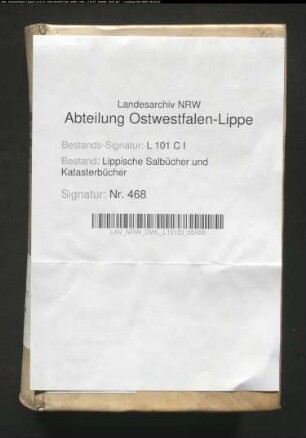 Landesarchiv NRW
Abteilung Ostwestfalen-Lippe
Bestands-Signatur: L 101 C I
Bestand: Lippische Salbücher und
Katasterbücher
Signatur: Nr. 468